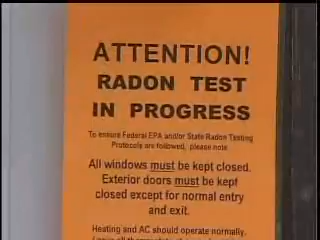 ATTENTION!
RADON TEST
IN PROGRESS
To ensure Federal EPA and/or State Radon Testing
Protocols are followed, please note
All windows must be kept closed.
Exterior doors must be kept
closed except for normal entry
and exit.
Heating and AC should operate normally.